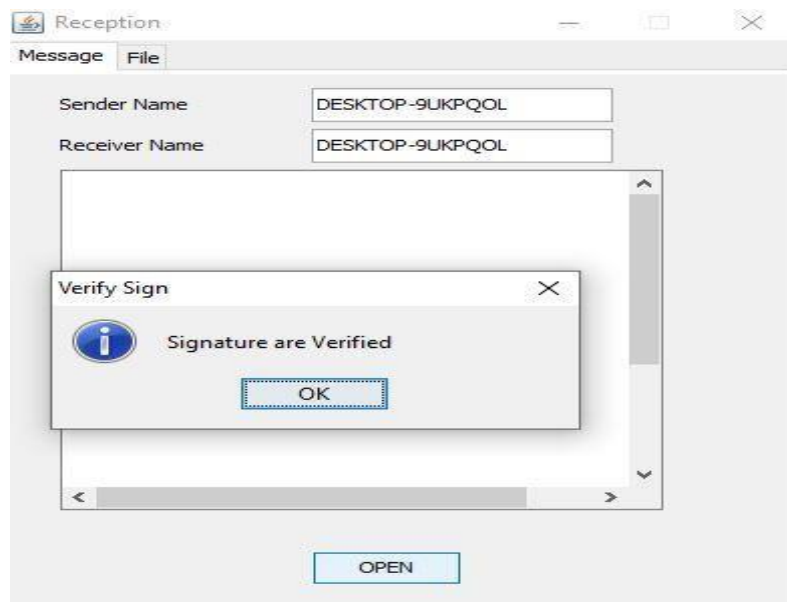 Reception
Message File
Sender Name DESKTOP-9UKPQOL
Receiver Name DESKTOP-9UKPQOL
Verify Sign
Signature are Verified
OK
OPEN